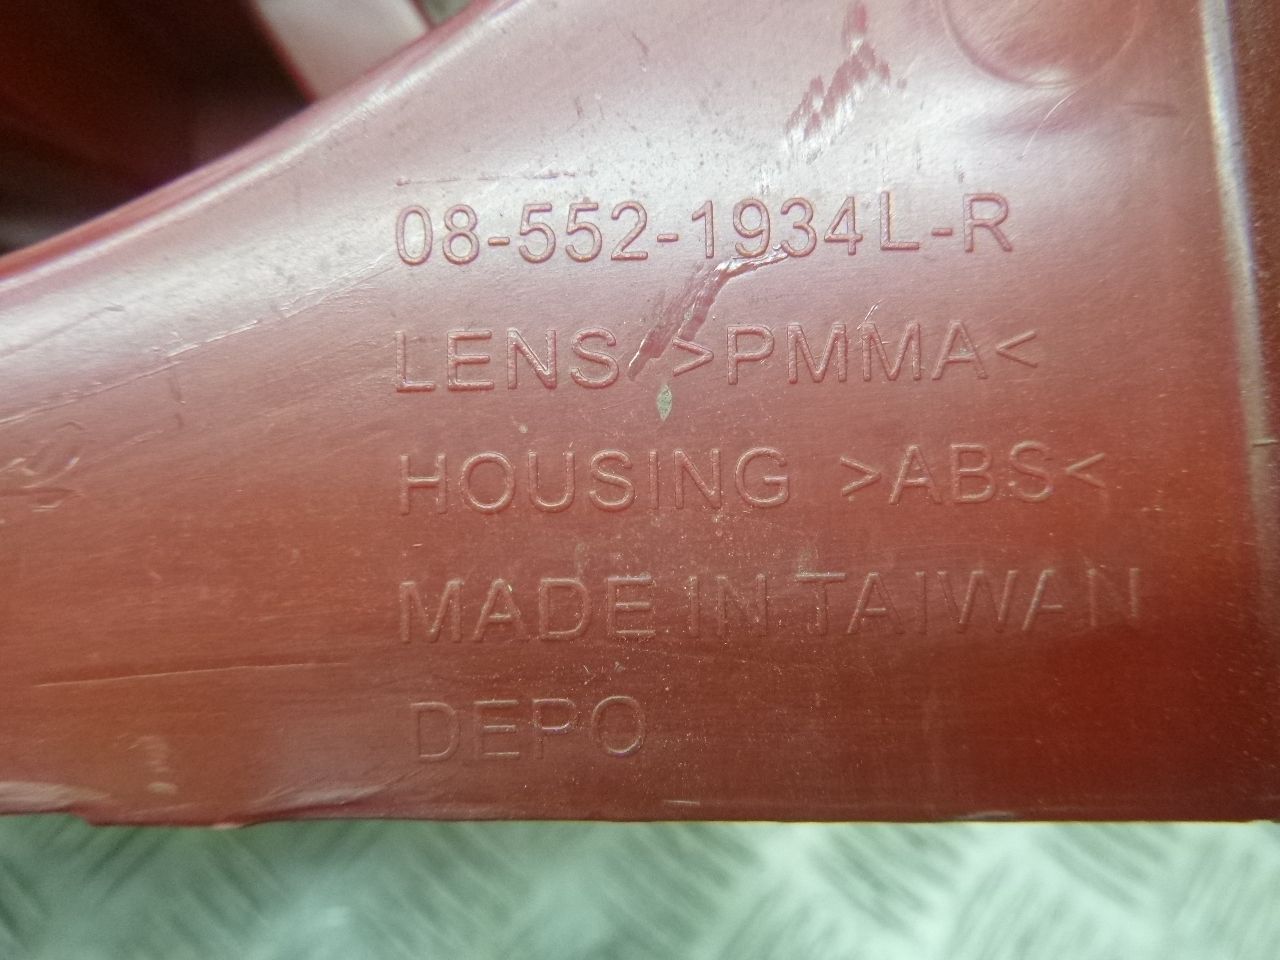 08-552-1934L-R
LENS >PMMA<
HOUSING >ABS<
MADE IN TAIWAN
DEPO